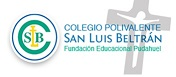 COLEGIO POLIVALENTE
SAN LUIS BELTRÁN
Fundación Educacional Pudahuel